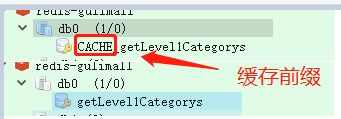 redis-gulimall
db0 (1/0)
CACHE_getLevel1Categorys
缓存前缀
redis-gulimall
db0 (1/0)
getLevel1Categorys